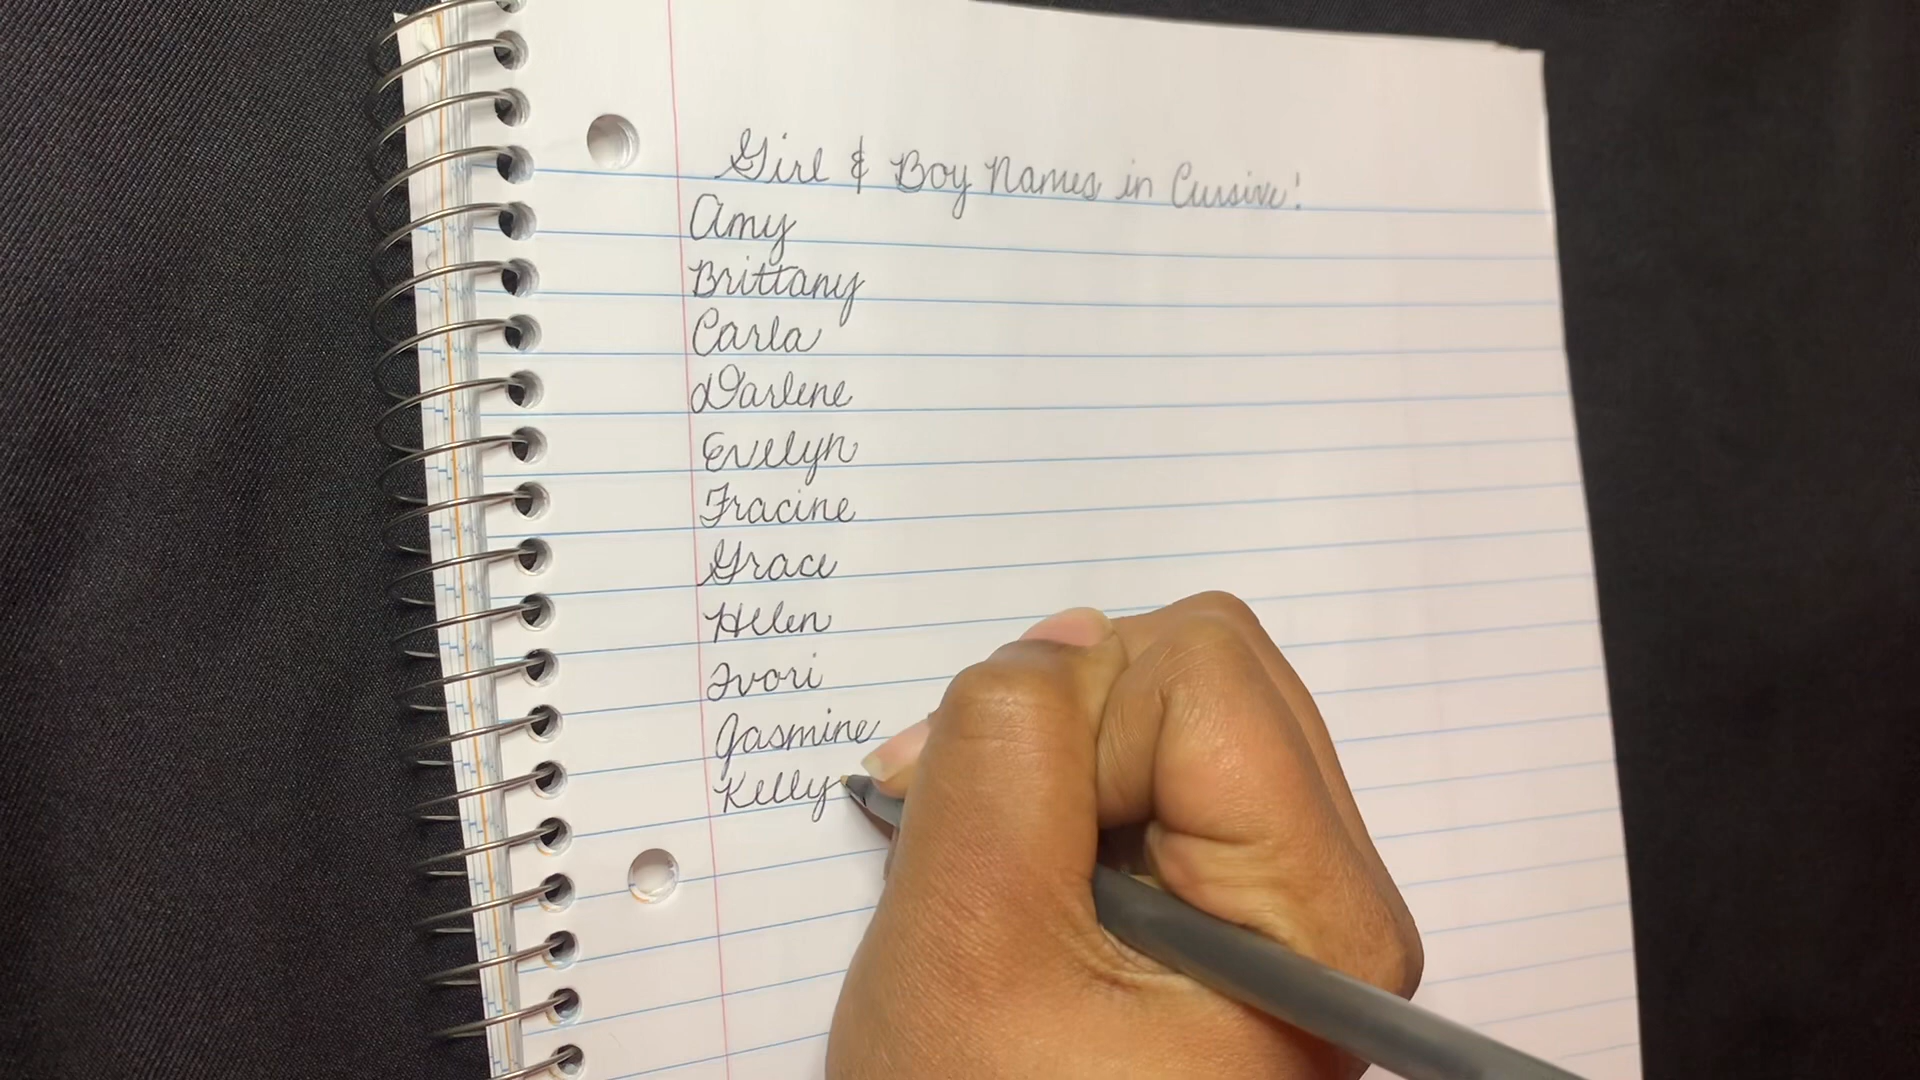 Girl & Boy Names in Cursive!
Amy
Brittany
Carla
Darlene
Evelyn
Fracine
Grace
Helen
Ivori
Jasmine
Kelly